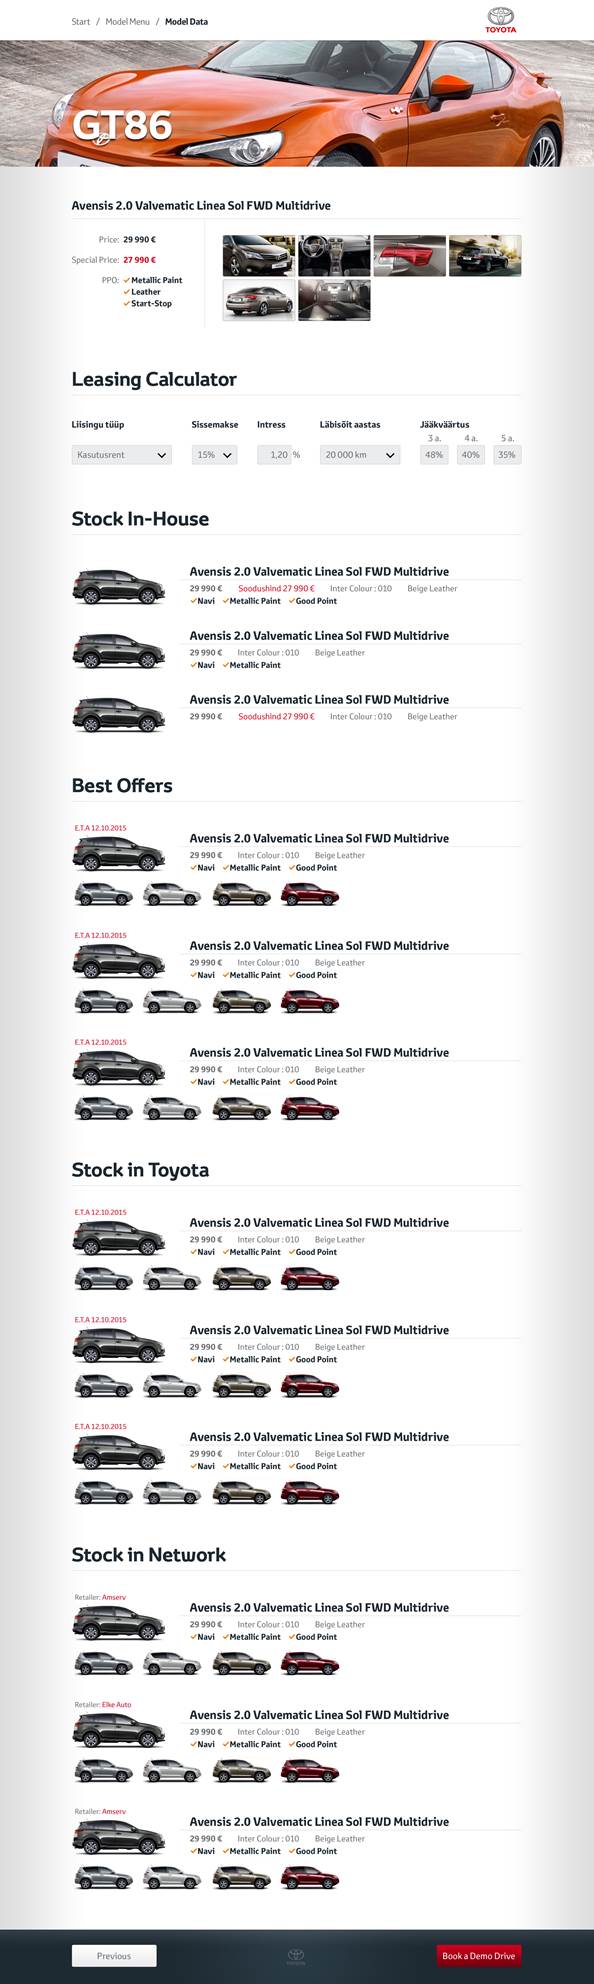 Start / Model Menu / Model Data
TOYOTA
GT86
Avensis 2.0 Valvematic Linea Sol FWD Multidrive
Price: 29 990 €
Special Price: 27 990 €
PPO: Metallic Paint
Leather
Start-Stop
Leasing Calculator
Liisingu tüüp Sissemakse Intress Läbisõit aastas Jääkväärtus
3 a. 4 a. 5 a.
Kasutusrent 15% 1,20 % 20 000 km 48% 40% 35%
Stock In-House
Avensis 2.0 Valvematic Linea Sol FWD Multidrive
29 990 € Soodushind 27 990 € Inter Colour : 010 Beige Leather
Navi Metallic Paint Good Point
Avensis 2.0 Valvematic Linea Sol FWD Multidrive
29 990 € Inter Colour : 010 Beige Leather
Navi Metallic Paint
Avensis 2.0 Valvematic Linea Sol FWD Multidrive
29 990 € Soodushind 27 990 € Inter Colour : 010 Beige Leather
Best Offers
E.T.A 12.10.2015
Avensis 2.0 Valvematic Linea Sol FWD Multidrive
29 990 € Inter Colour : 010 Beige Leather
Navi Metallic Paint Good Point
E.T.A 12.10.2015
Avensis 2.0 Valvematic Linea Sol FWD Multidrive
29 990 € Inter Colour : 010 Beige Leather
Navi Metallic Paint Good Point
E.T.A 12.10.2015
Avensis 2.0 Valvematic Linea Sol FWD Multidrive
29 990 € Inter Colour : 010 Beige Leather
Navi Metallic Paint Good Point
Stock in Toyota
E.T.A 12.10.2015
Avensis 2.0 Valvematic Linea Sol FWD Multidrive
29 990 € Inter Colour : 010 Beige Leather
Navi Metallic Paint Good Point
E.T.A 12.10.2015
Avensis 2.0 Valvematic Linea Sol FWD Multidrive
29 990 € Inter Colour : 010 Beige Leather
Navi Metallic Paint Good Point
E.T.A 12.10.2015
Avensis 2.0 Valvematic Linea Sol FWD Multidrive
29 990 € Inter Colour : 010 Beige Leather
Navi Metallic Paint Good Point
Stock in Network
Retailer: Amserv
Avensis 2.0 Valvematic Linea Sol FWD Multidrive
29 990 € Inter Colour : 010 Beige Leather
Navi Metallic Paint Good Point
Retailer: Elke Auto
Avensis 2.0 Valvematic Linea Sol FWD Multidrive
29 990 € Inter Colour : 010 Beige Leather
Navi Metallic Paint Good Point
Retailer: Amserv
Avensis 2.0 Valvematic Linea Sol FWD Multidrive
29 990 € Inter Colour : 010 Beige Leather
Navi Metallic Paint Good Point
Previous
TOYOTA
Book a Demo Drive